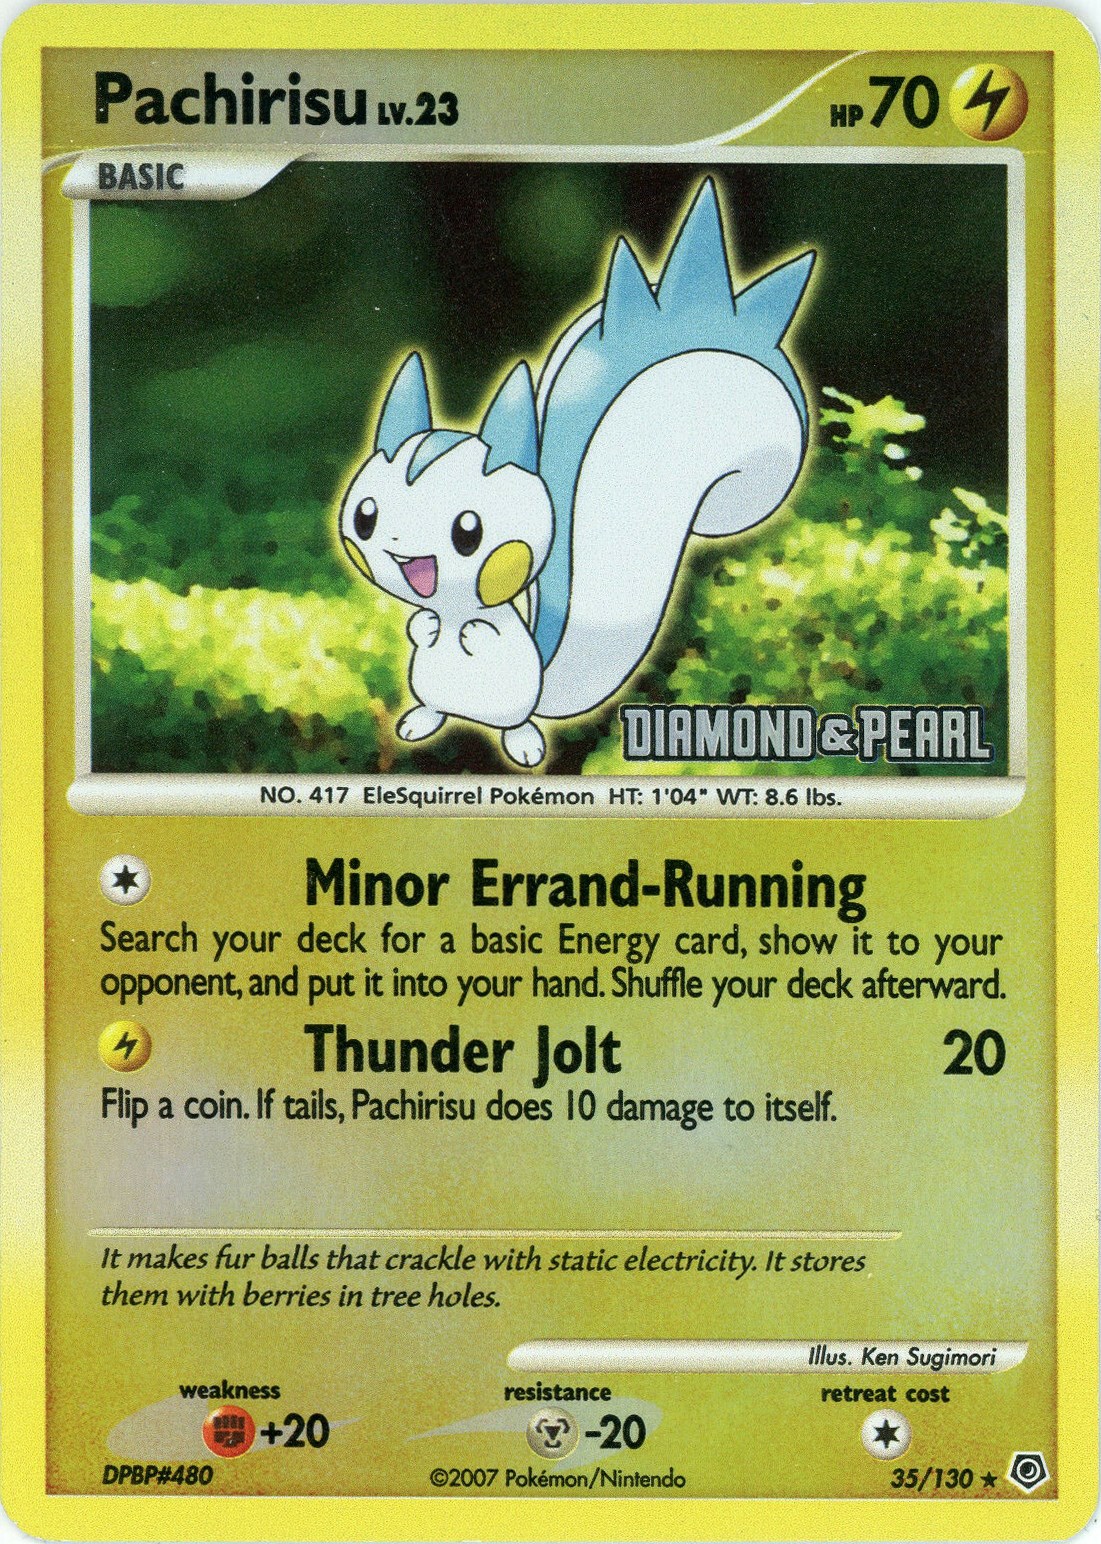 Pachirisu LV.23 HP 70
BASIC
DIAMOND & PEARL
NO. 417 EleSquirrel Pokémon HT: 1'04" WT: 8.6 lbs.
Minor Errand-Running
Search your deck for a basic Energy card, show it to your
opponent, and put it into your hand. Shuffle your deck afterward.
Thunder Jolt 20
Flip a coin. If tails, Pachirisu does 10 damage to itself.
It makes fur balls that crackle with static electricity. It stores
them with berries in tree holes.
Illus. Ken Sugimori
weakness resistance retreat cost
+20 -20
DPBP#480 ©2007 Pokémon/Nintendo 35/130 ★